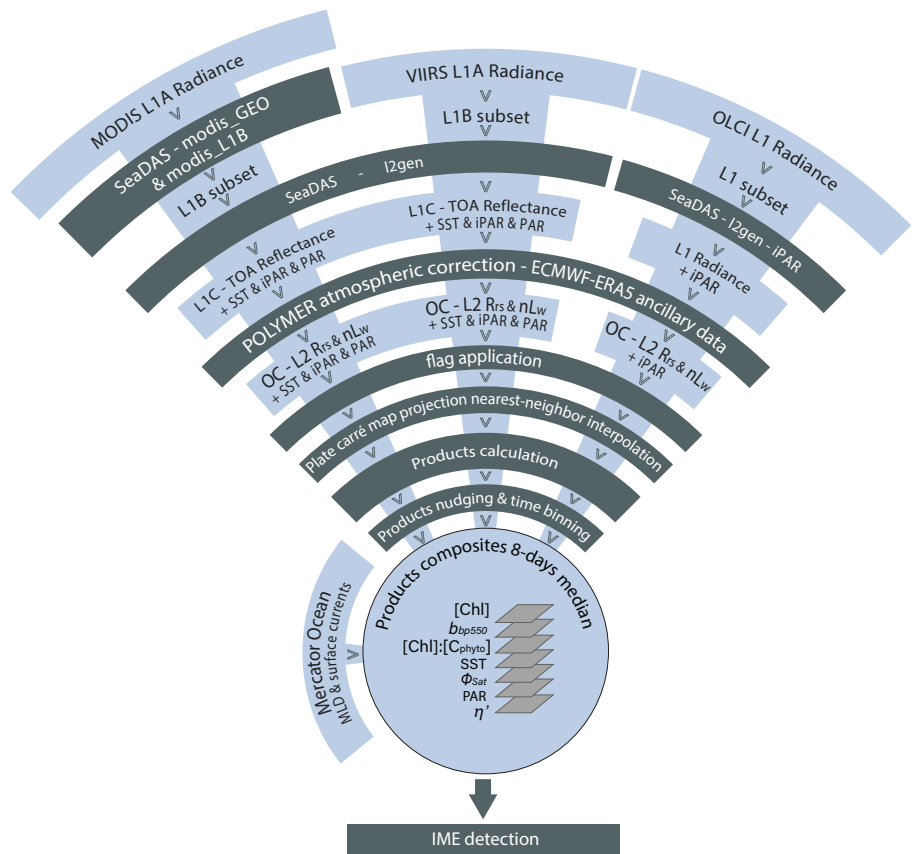 MODIS L1A Radiance
VIIRS L1A Radiance
OLCI L1 Radiance
SeaDAS - modis_GEO
& modis_L1B
L1B subset
L1B subset
L1 subset
SeaDAS - l2gen
SeaDAS - l2gen - iPAR
L1C - TOA Reflectance
+ SST & iPAR & PAR
L1C - TOA Reflectance
+ SST & iPAR & PAR
L1 Radiance
+ iPAR
POLYMER atmospheric correction - ECMWF-ERA5 ancillary data
OC - L2 Rrs & nLw
+ SST & iPAR & PAR
OC - L2 Rrs & nLw
+ SST & iPAR & PAR
OC - L2 Rrs & nLw
+ iPAR
flag application
Plate carré map projection nearest-neighbor interpolation
Products calculation
Products nudging & time binning
Products composites 8-days median
Mercator Ocean
MLD & surface currents
[Chl]
bbp550
[Chl]:[Cphyto]
SST
ϕSat
PAR
η'
IME detection